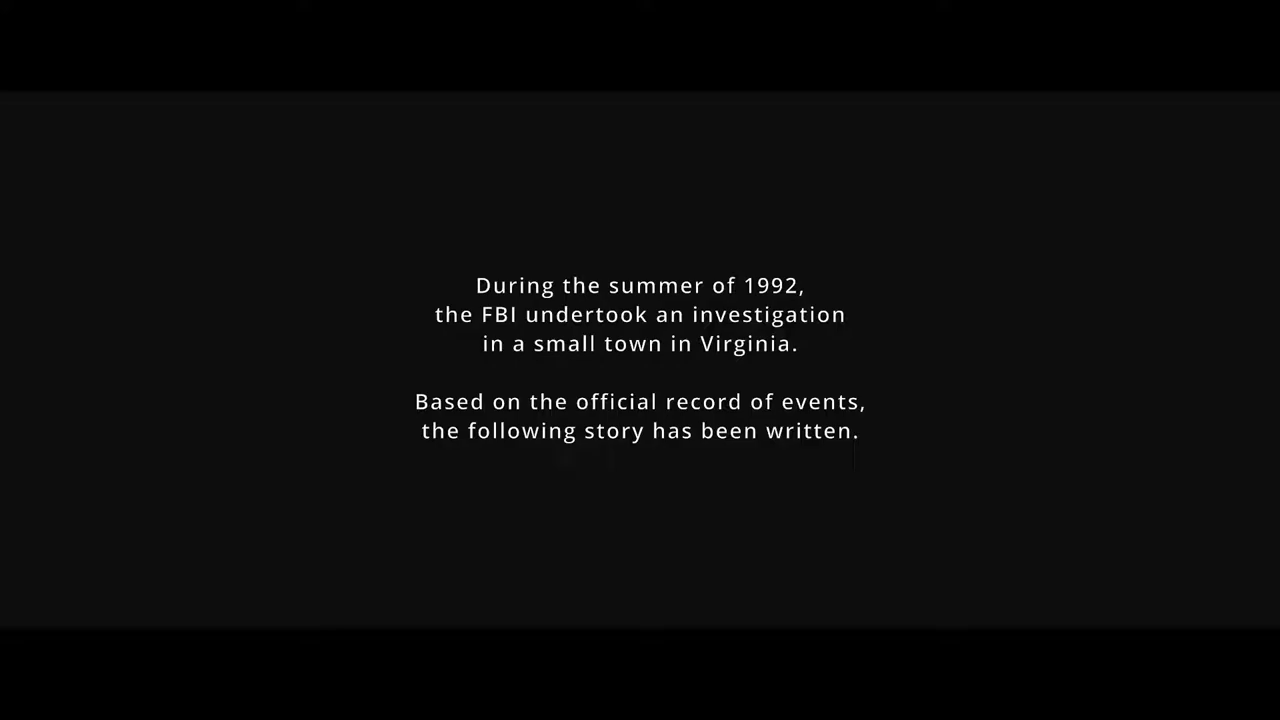 During the summer of 1992,
the FBI undertook an investigation
in a small town in Virginia.
Based on the official record of events,
the following story has been written.